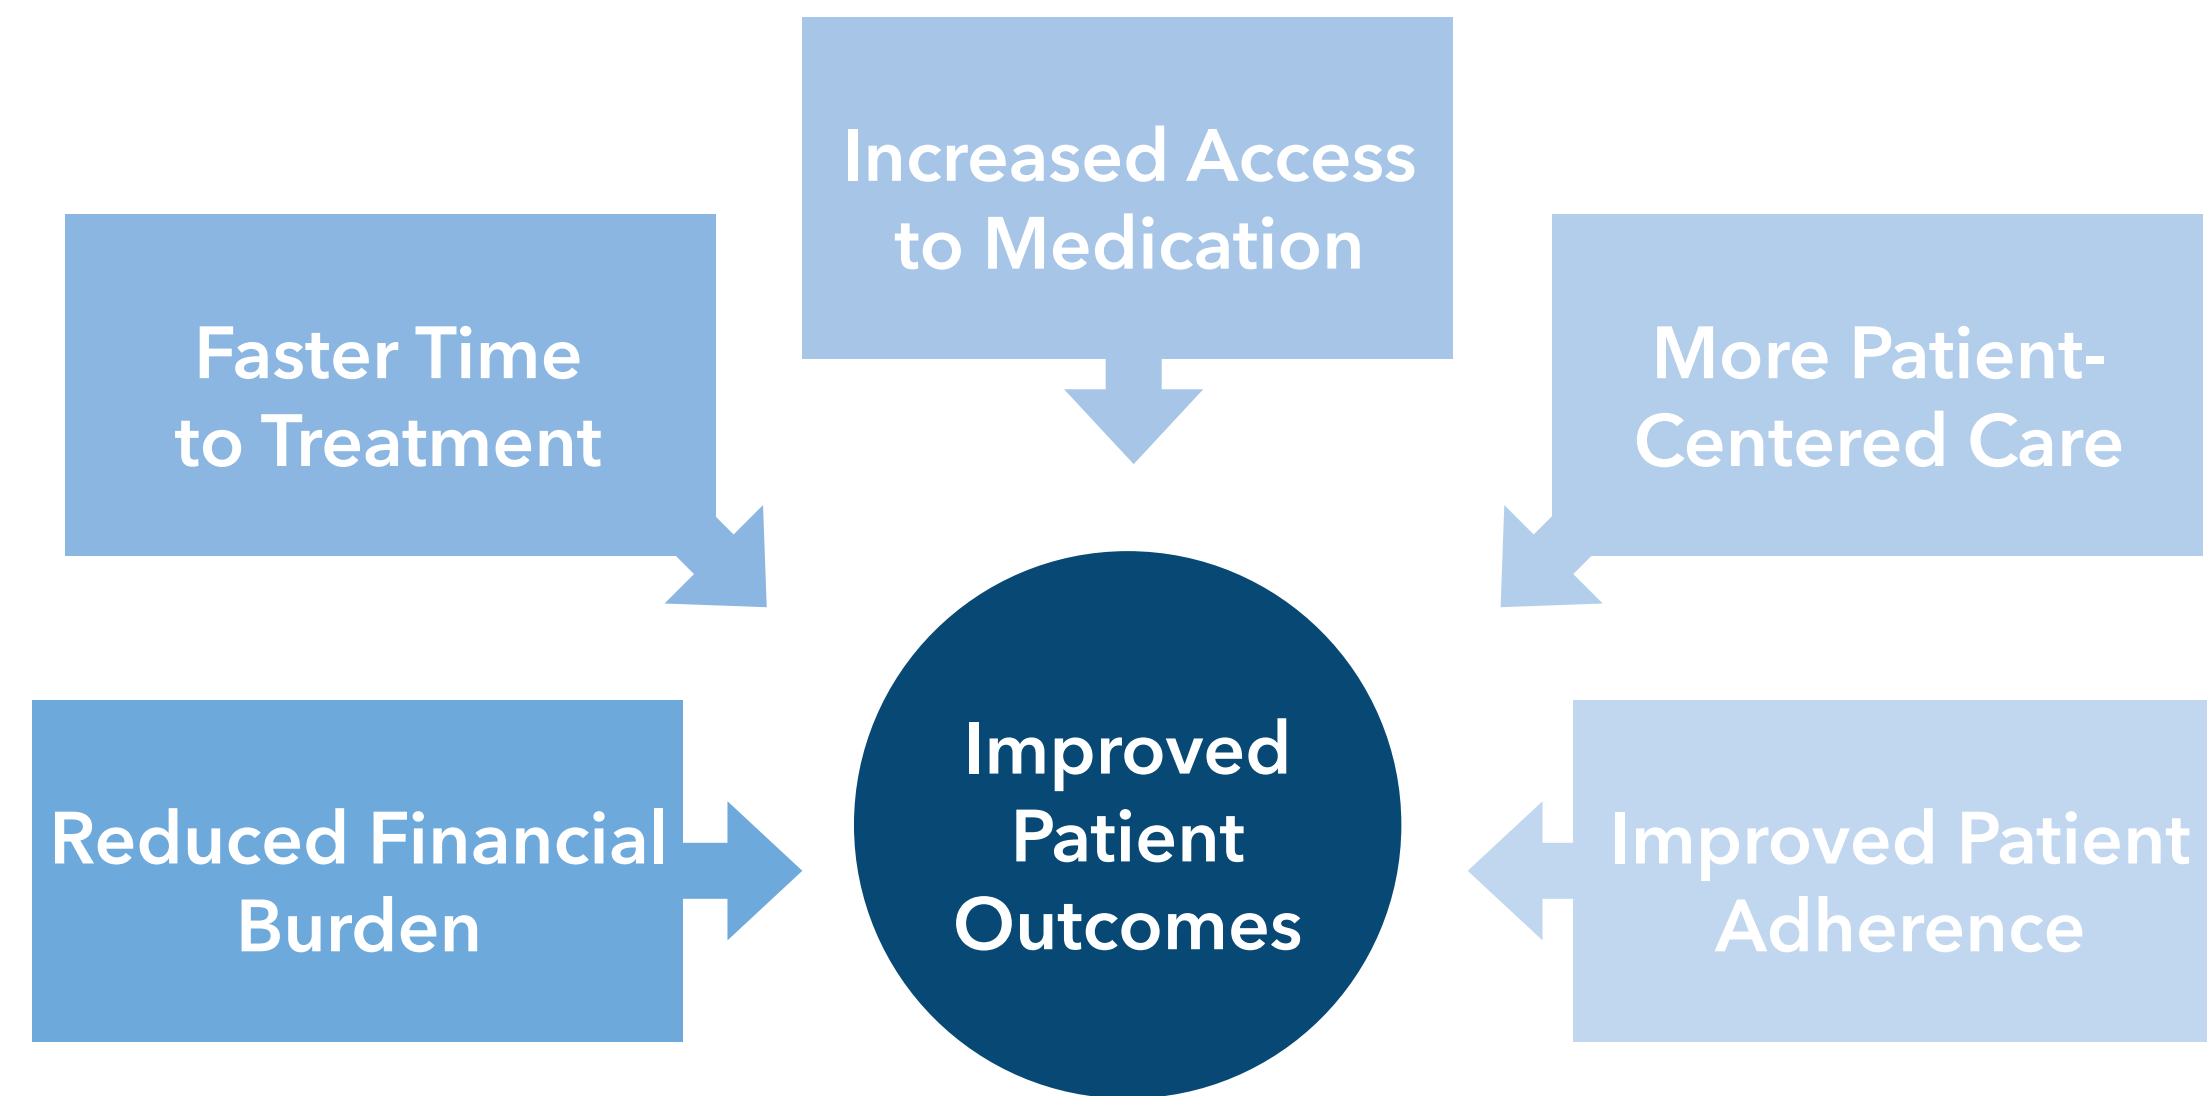 Increased Access
to Medication
Faster Time
to Treatment
More Patient-
Centered Care
Reduced Financial
Burden
Improved
Patient
Outcomes
Improved Patient
Adherence